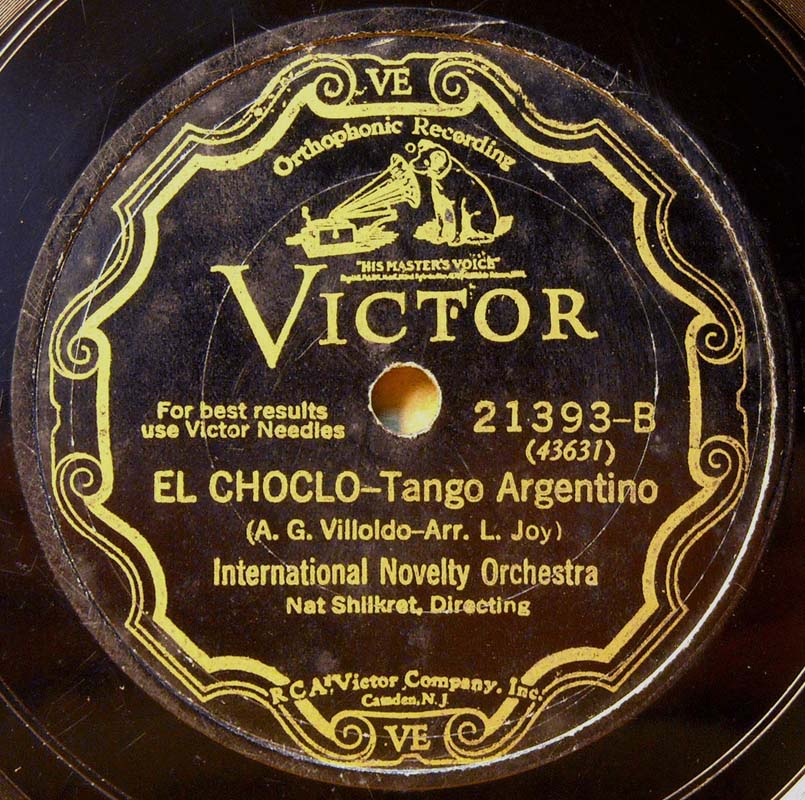 VE
Orthophonic Recording
"HIS MASTER'S VOICE"
VICTOR
For best results
use Victor Needles
21393-B
(43631)
EL CHOCLO-Tango Argentino
(A. G. Villoldo-Arr. L. Joy)
International Novelty Orchestra
Nat Shilkret, Directing
RCA Victor Company, Inc.
Camden, N. J.
VE